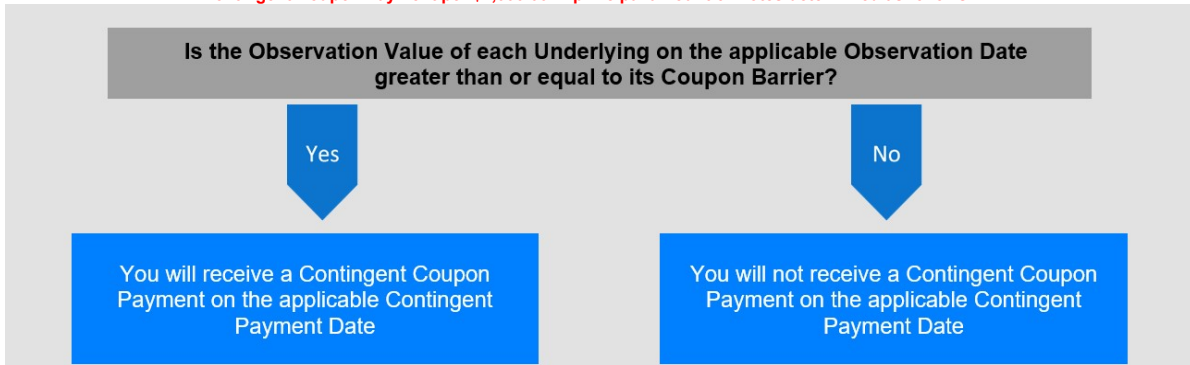 Is the Observation Value of each Underlying on the applicable Observation Date
greater than or equal to its Coupon Barrier?
Yes
No
You will receive a Contingent Coupon
Payment on the applicable Contingent
Payment Date
You will not receive a Contingent Coupon
Payment on the applicable Contingent
Payment Date